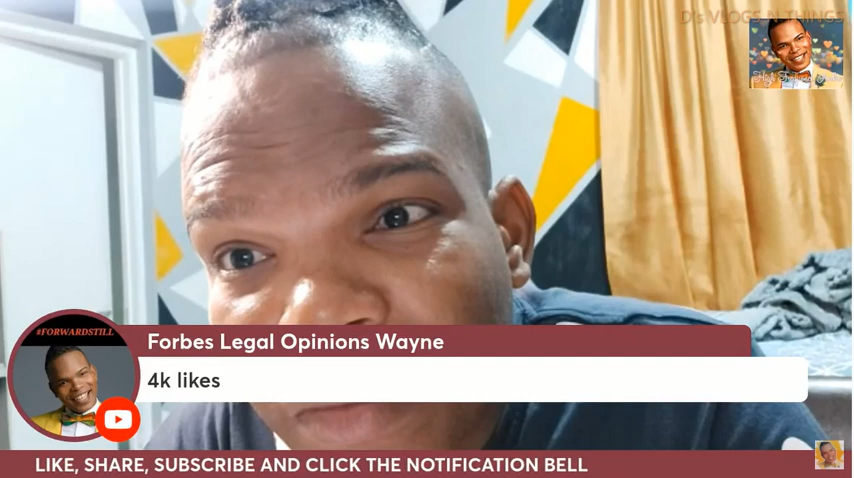 D's VLOGS N THINGS
#FORWARDSTILL
Forbes Legal Opinions Wayne
4k likes
LIKE, SHARE, SUBSCRIBE AND CLICK THE NOTIFICATION BELL